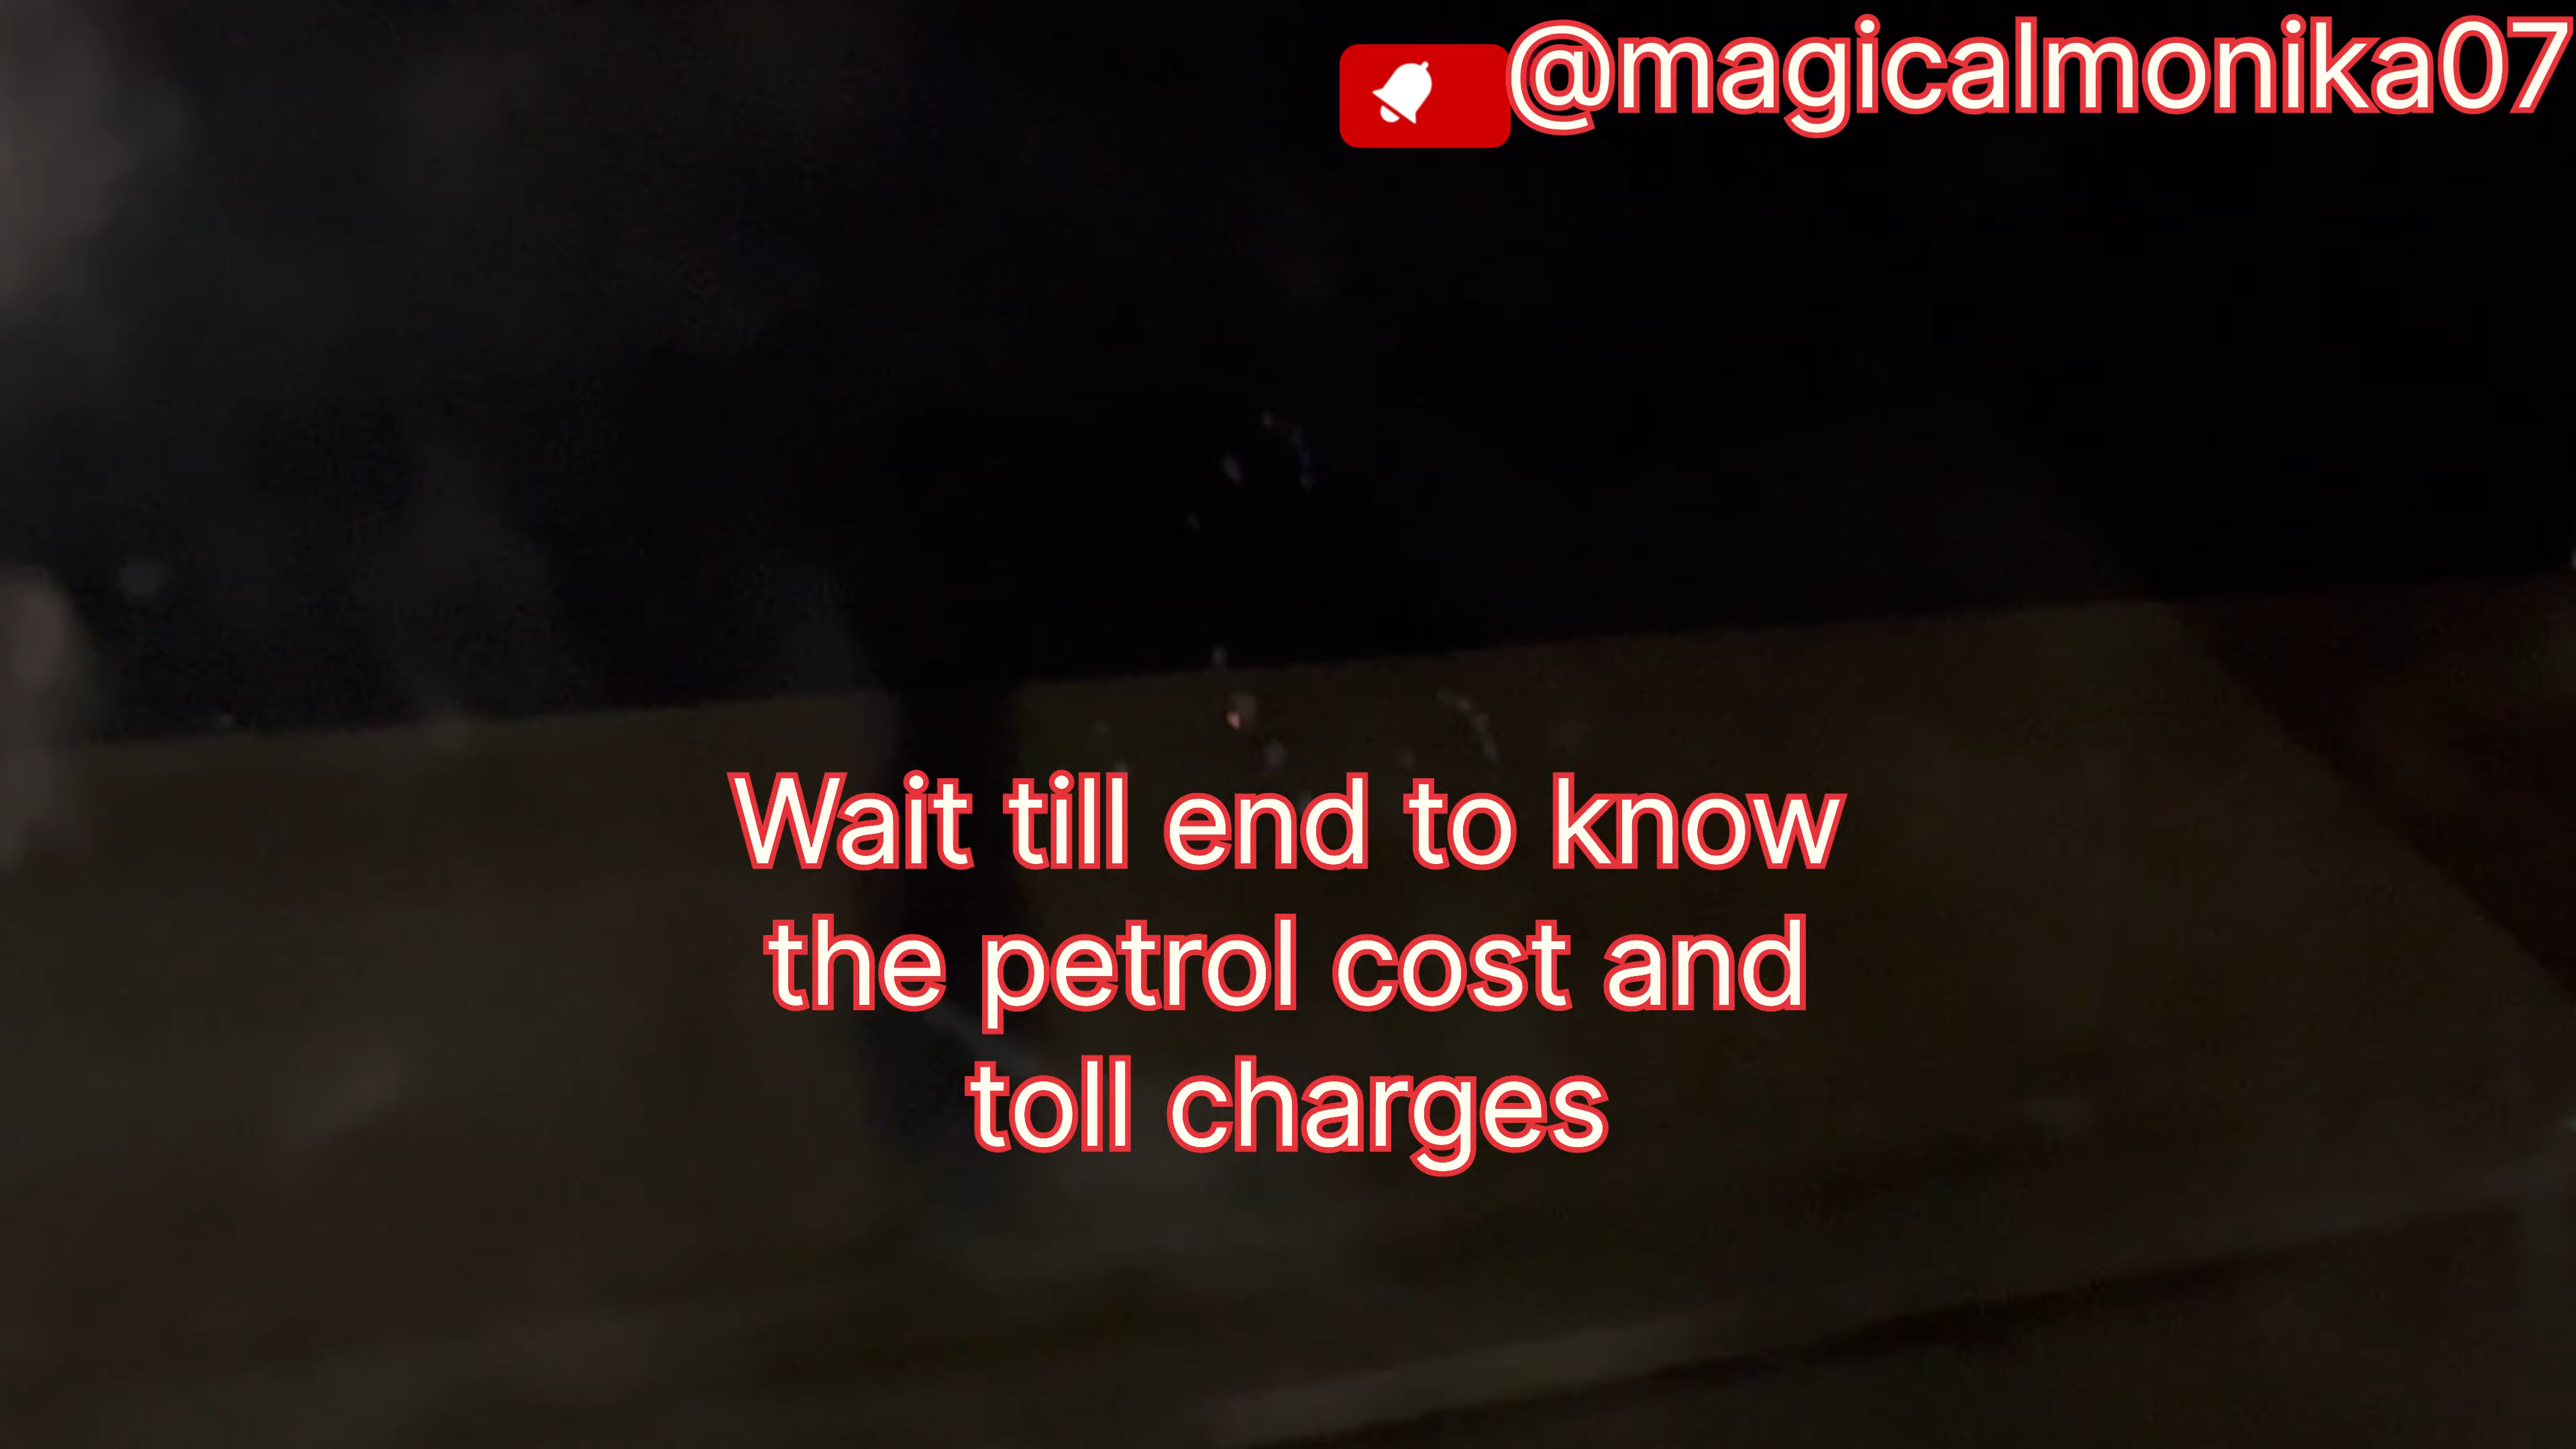 @magicalmonika07
Wait till end to know
the petrol cost and
toll charges